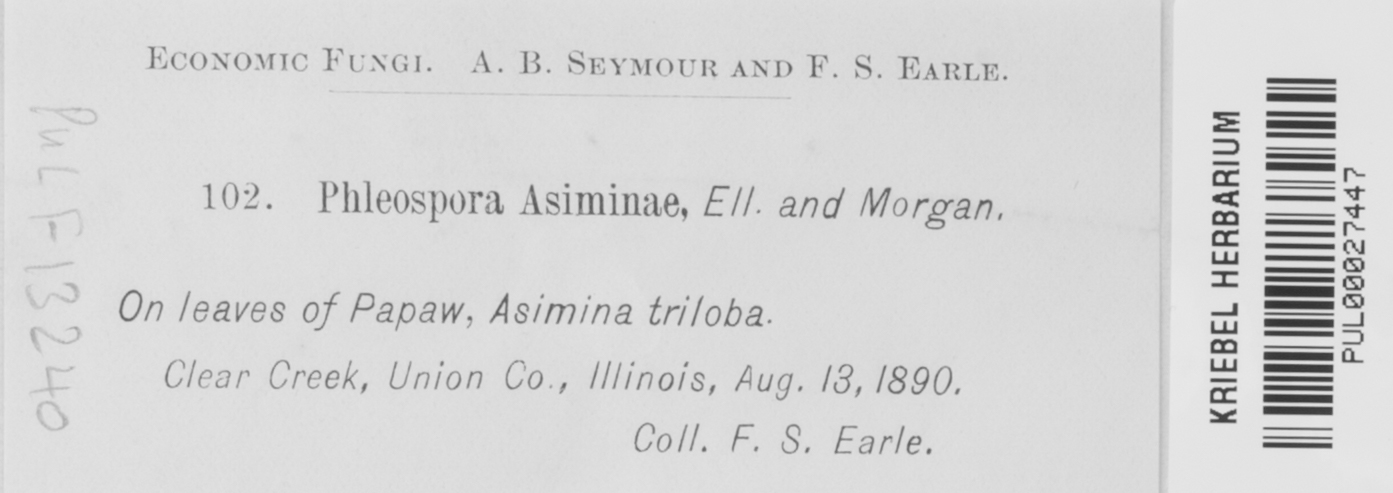 ECONOMIC FUNGI. A. B. SEYMOUR AND F. S. EARLE.
102. Phleospora Asiminae, Ell. and Morgan.
On leaves of Papaw, Asimina triloba.
Clear Creek, Union Co., Illinois, Aug. 13, 1890.
Coll. F. S. Earle.
PUL F 13240
KRIEBEL HERBARIUM
PUL00027447